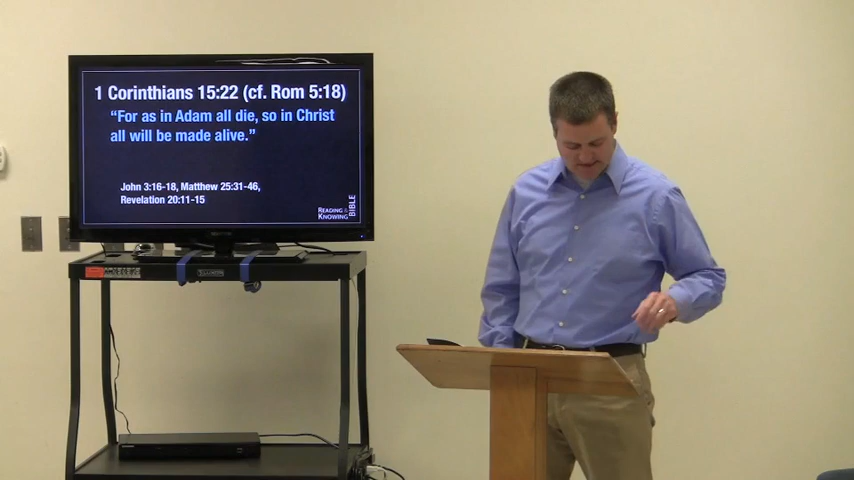 1 Corinthians 15:22 (cf. Rom 5:18)
“For as in Adam all die, so in Christ
all will be made alive.”
John 3:16-18, Matthew 25:31-46,
Revelation 20:11-15
READING &
KNOWING
BIBLE